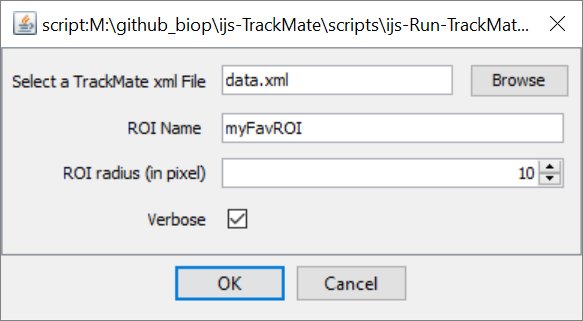 script:M:\github_biop\ijs-TrackMate\scripts\ijs-Run-TrackMat...
Select a TrackMate xml File data.xml Browse
ROI Name myFavROI
ROI radius (in pixel) 10
Verbose
OK Cancel